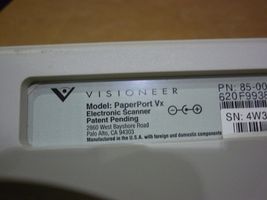 VISIONEER
Model: PaperPort Vx
Electronic Scanner
Patent Pending
2860 West Bayshore Road
Palo Alto, CA 94303
Manufactured in the U.S.A. with foreign and domestic components
PN: 85-00
620F993
SN: 4W3